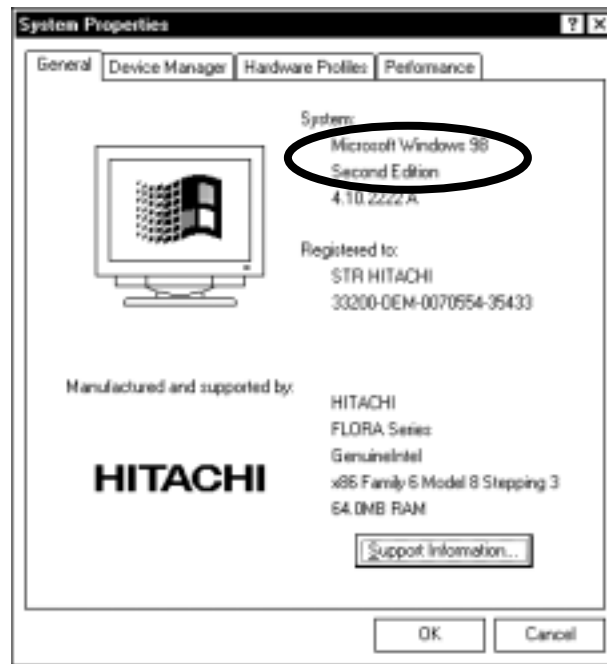 System Properties
General Device Manager Hardware Profiles Performance
System:
Microsoft Windows 98
Second Edition
4.10.2222 A
Registered to:
STR HITACHI
33200-OEM-0070554-35433
Manufactured and supported by:
HITACHI
HITACHI
FLORA Series
GenuineIntel
x86 Family 6 Model 8 Stepping 3
64.0MB RAM
Support Information...
OK Cancel